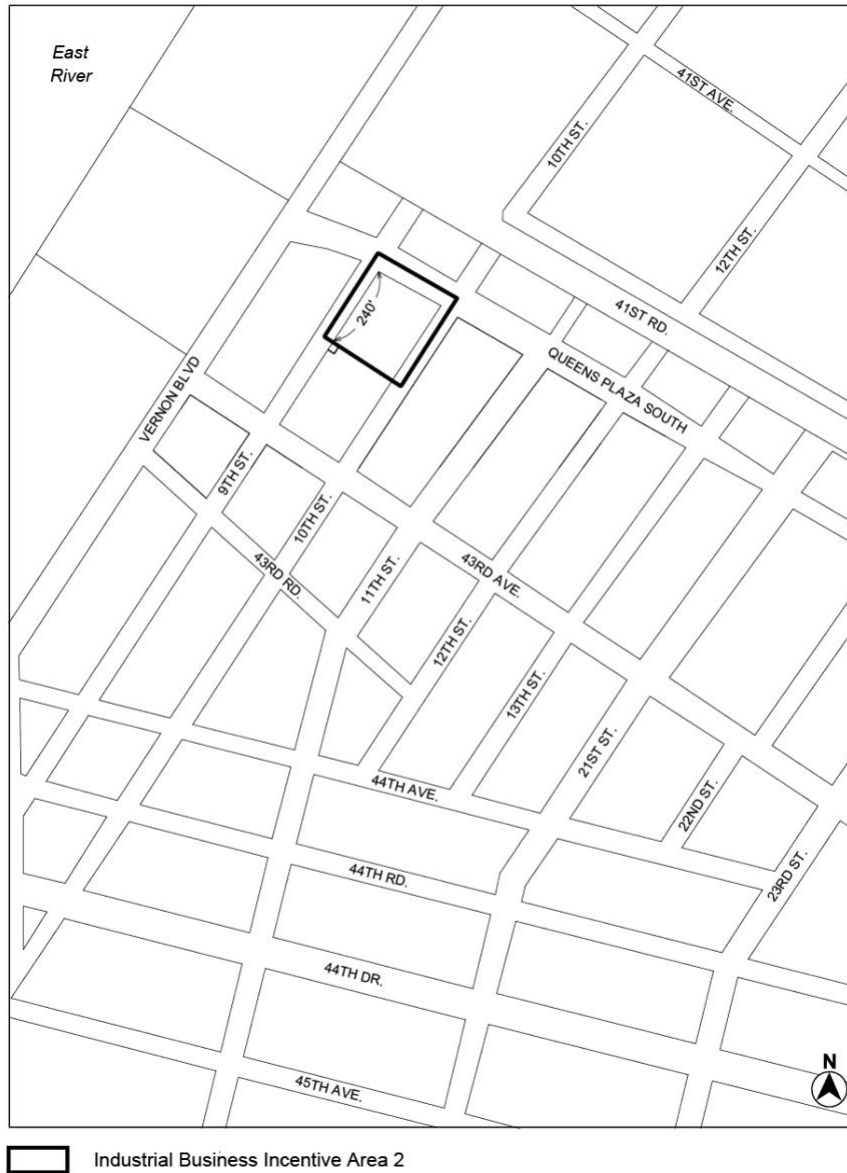 East
River
41ST AVE.
10TH ST.
12TH ST.
240'
41ST RD.
QUEENS PLAZA SOUTH
VERNON BLVD
9TH ST.
10TH ST.
43RD RD.
11TH ST.
43RD AVE.
12TH ST.
13TH ST.
21ST ST.
22ND ST.
44TH AVE.
23RD ST.
44TH RD.
44TH DR.
45TH AVE.
N
Industrial Business Incentive Area 2